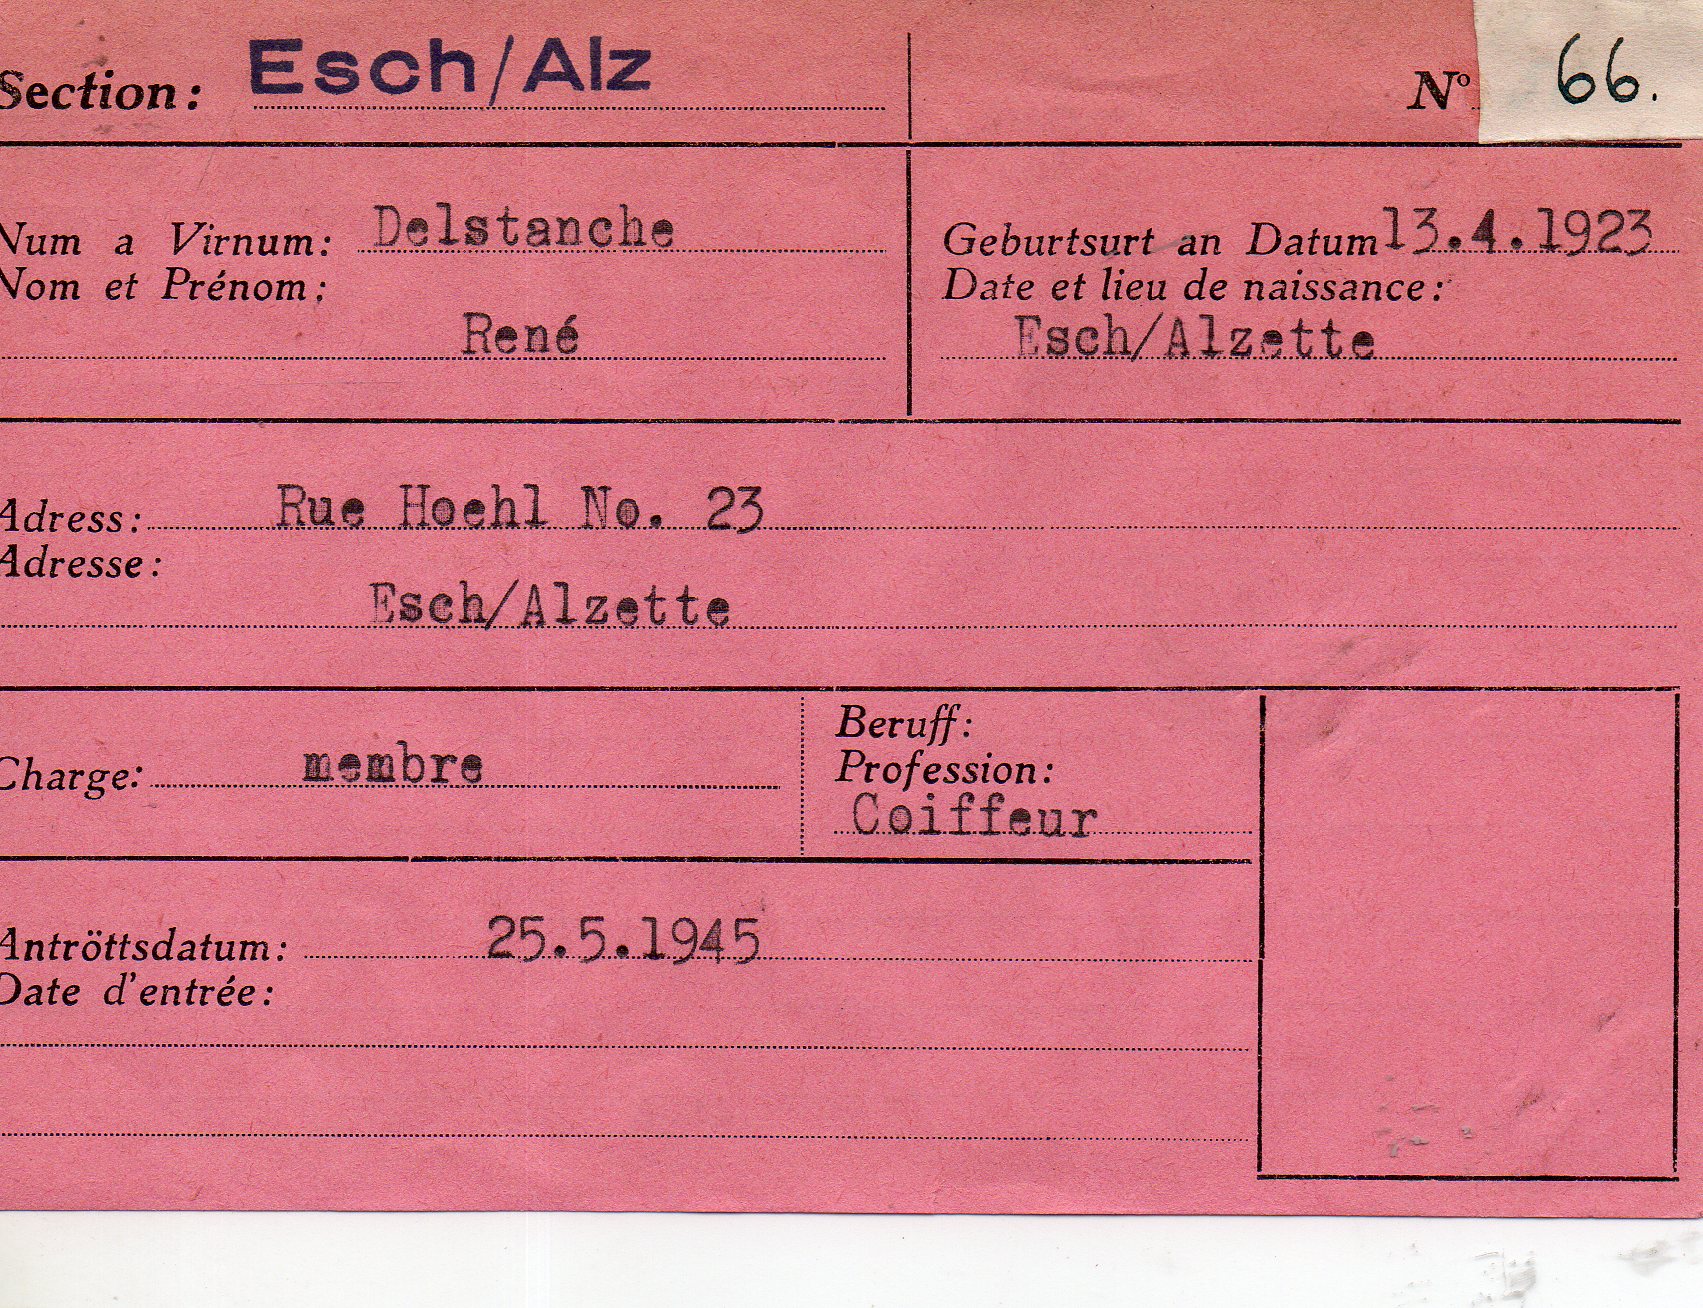 Section: Esch/Alz Nº 66.
Num a Virnum: Delstanche Geburtsurt an Datum 13.4.1923
Nom et Prénom: Date et lieu de naissance:
René Esch/Alzette
Adress: Rue Hoehl No. 23
Adresse:
Esch/Alzette
Beruff:
Charge: membre Profession:
Coiffeur
Antröttsdatum: 25.5.1945
Date d'entrée: